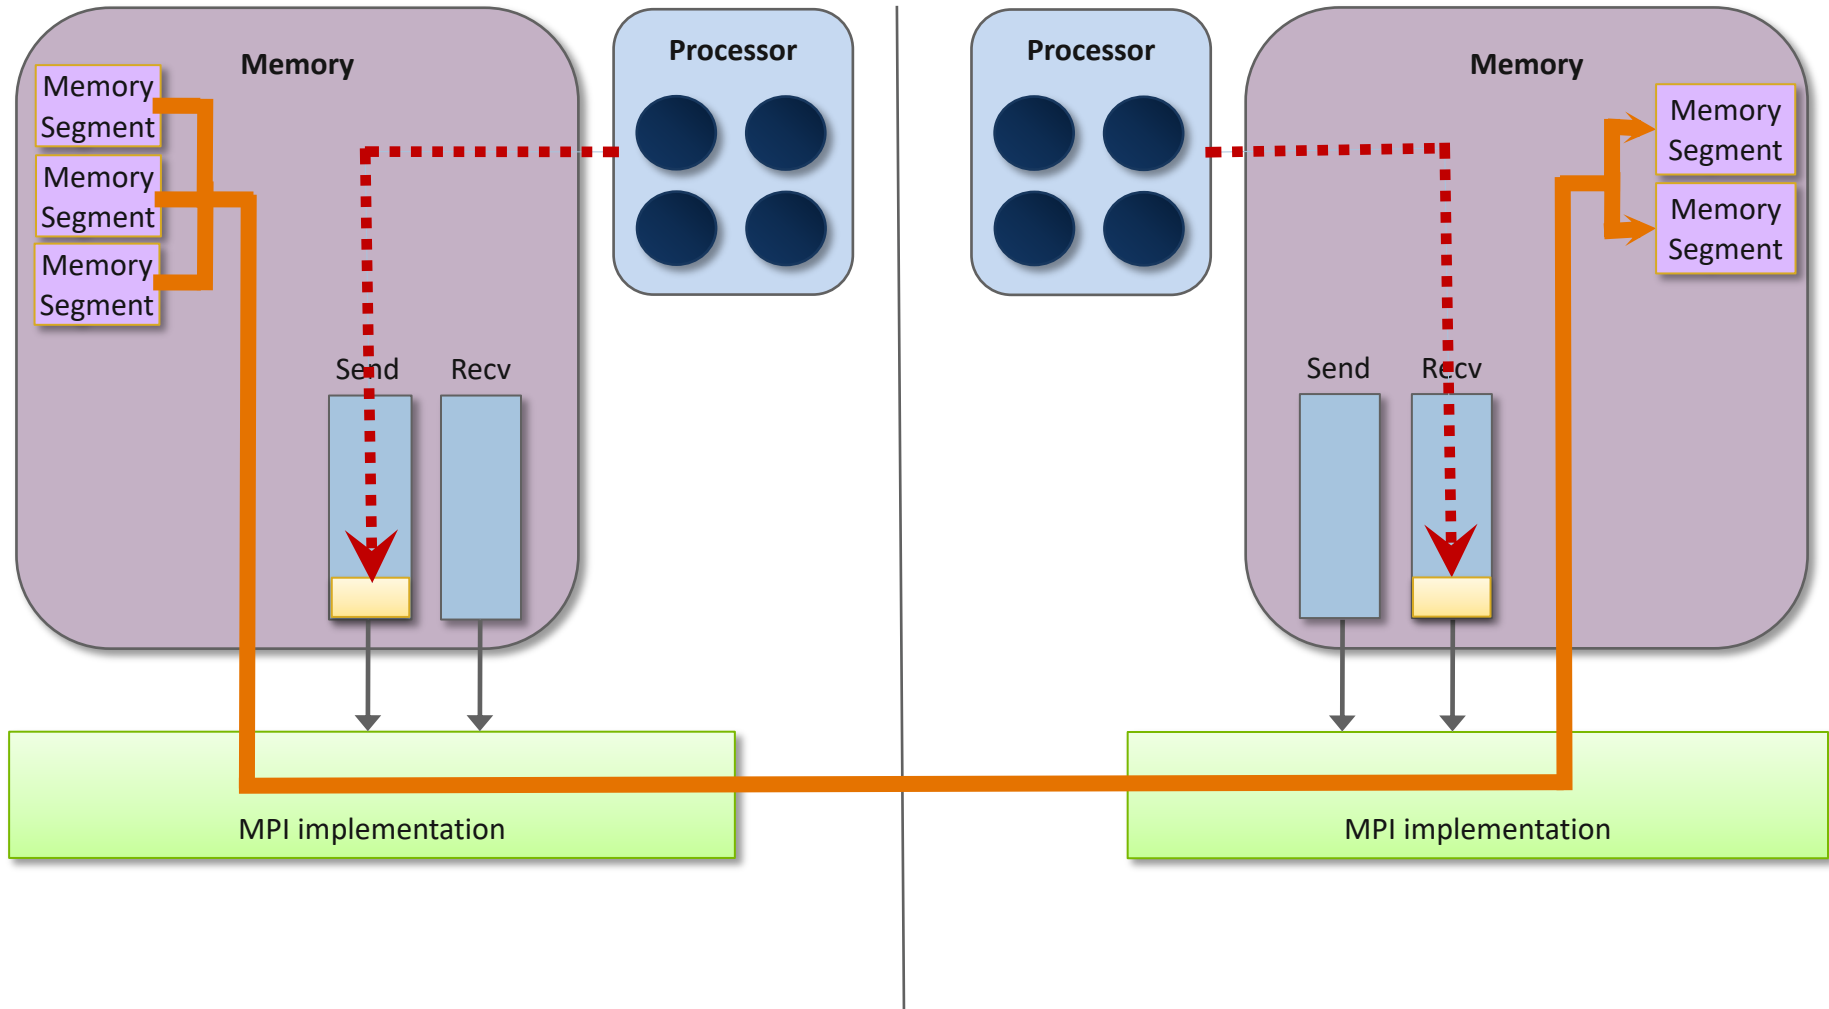 Memory
Memory
Segment
Memory
Segment
Memory
Segment
Send
Recv
Processor
MPI implementation
Processor
Memory
Memory
Segment
Memory
Segment
Send
Recv
MPI implementation